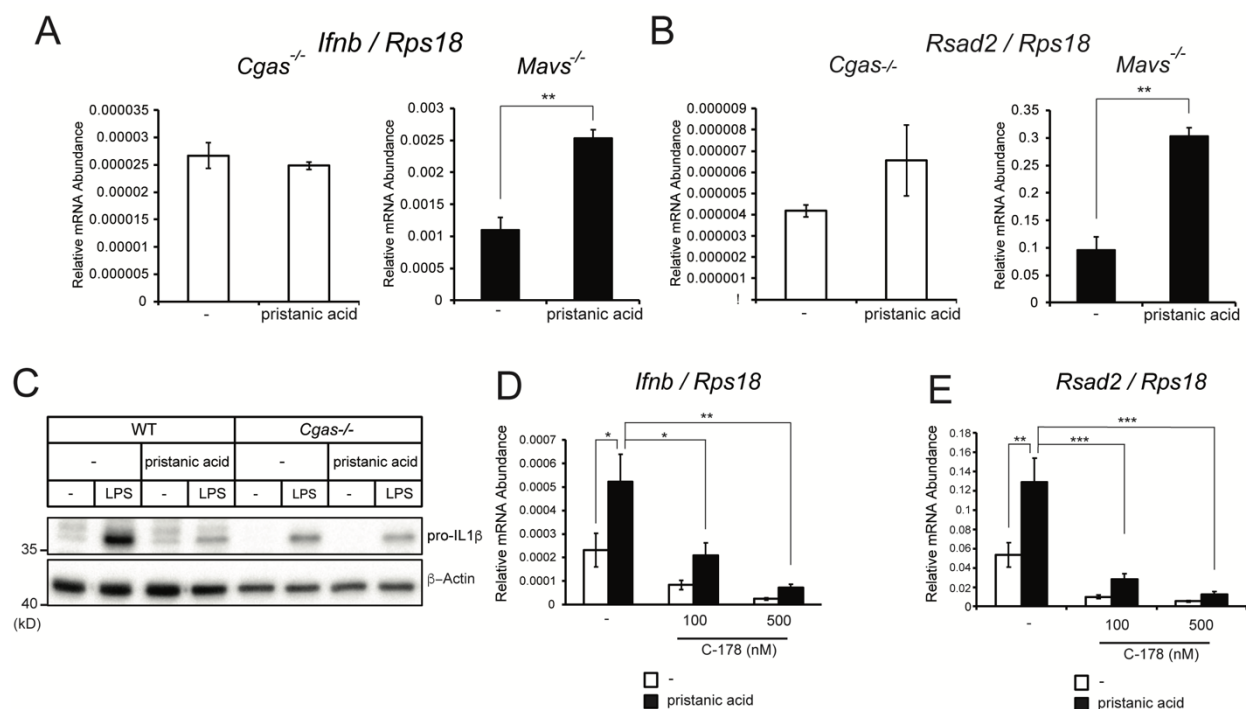 A
Ifnb / Rps18
Cgas-/-
Mavs-/-
Relative mRNA Abundance
0.000035
0.00003
0.000025
0.00002
0.000015
0.00001
0.000005
0
-
pristanic acid
Relative mRNA Abundance
0.003
0.0025
0.002
0.0015
0.001
0.0005
0
**
-
pristanic acid
B
Rsad2 / Rps18
Cgas-/-
Mavs-/-
Relative mRNA Abundance
0.000009
0.000008
0.000007
0.000006
0.000005
0.000004
0.000003
0.000002
0.000001
!
-
pristanic acid
Relative mRNA Abundance
0.35
0.3
0.25
0.2
0.15
0.1
0.05
0
**
-
pristanic acid
C
WT Cgas-/-
- pristanic acid - pristanic acid
- LPS - LPS - LPS - LPS
pro-IL1β
35
β–Actin
40
(kD)
D
Ifnb / Rps18
Relative mRNA Abundance
0.0007
0.0006
0.0005
0.0004
0.0003
0.0002
0.0001
0
**
* *
- 100 500
C-178 (nM)
-
pristanic acid
E
Rsad2 / Rps18
Relative mRNA Abundance
0.18
0.16
0.14
0.12
0.10
0.08
0.06
0.04
0.02
0
***
** ***
- 100 500
C-178 (nM)
-
pristanic acid